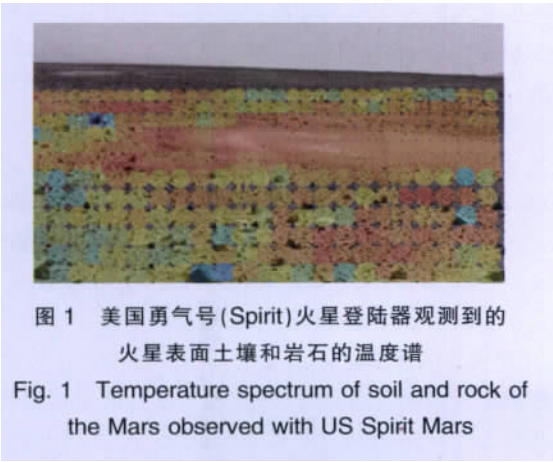 图 1 美国勇气号(Spirit)火星登陆器观测到的
火星表面土壤和岩石的温度谱
Fig. 1 Temperature spectrum of soil and rock of
the Mars observed with US Spirit Mars